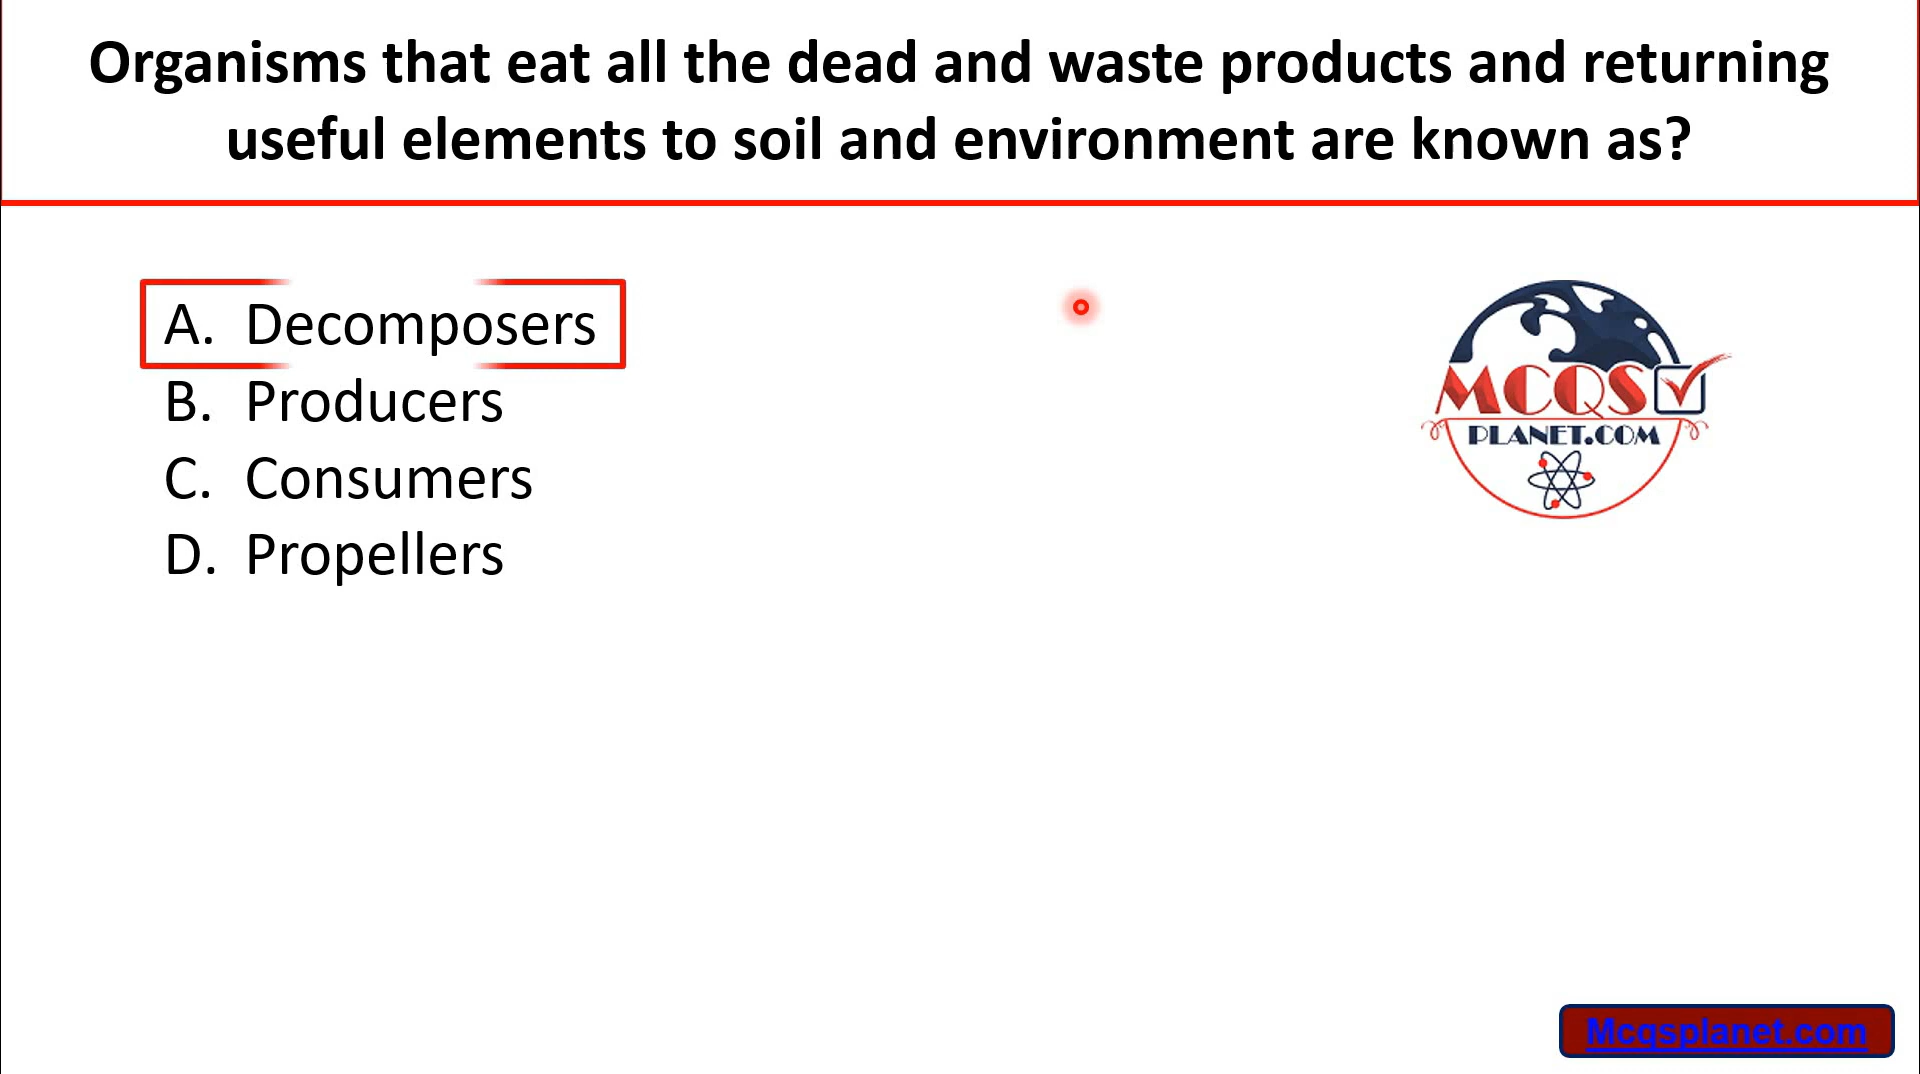 Organisms that eat all the dead and waste products and returning
useful elements to soil and environment are known as?
A. Decomposers
B. Producers
C. Consumers
D. Propellers
MCQS
PLANET.COM
Mcqsplanet.com